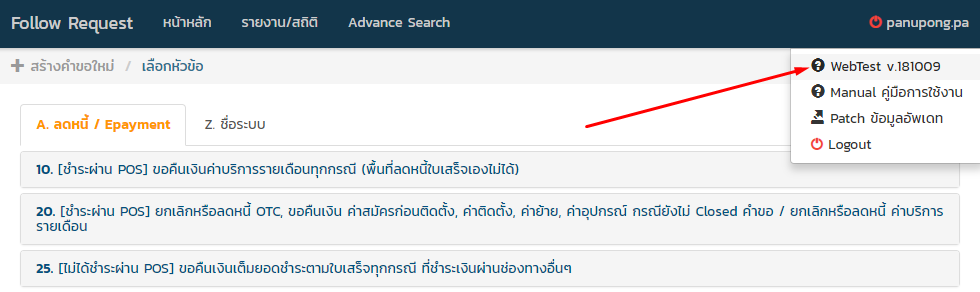 Follow Request หน้าหลัก รายงาน/สถิติ Advance Search panupong.pa
สร้างคำขอใหม่ / เลือกหัวข้อ
WebTest v.181009
Manual คู่มือการใช้งาน
Patch ข้อมูลอัพเดท
Logout
A. ลดหนี้ / Epayment Z. ชื่อระบบ
10. [ชำระผ่าน POS] ขอคืนเงินค่าบริการรายเดือนทุกกรณี (พื้นที่ลดหนี้ใบเสร็จเองไม่ได้)
20. [ชำระผ่าน POS] ยกเลิกหรือลดหนี้ OTC, ขอคืนเงิน ค่าสมัครก่อนติดตั้ง, ค่าติดตั้ง, ค่าย้าย, ค่าอุปกรณ์ กรณียังไม่ Closed คำขอ / ยกเลิกหรือลดหนี้ ค่าบริการ
รายเดือน
25. [ไม่ได้ชำระผ่าน POS] ขอคืนเงินเต็มยอดชำระตามใบเสร็จทุกกรณี ที่ชำระเงินผ่านช่องทางอื่นๆ